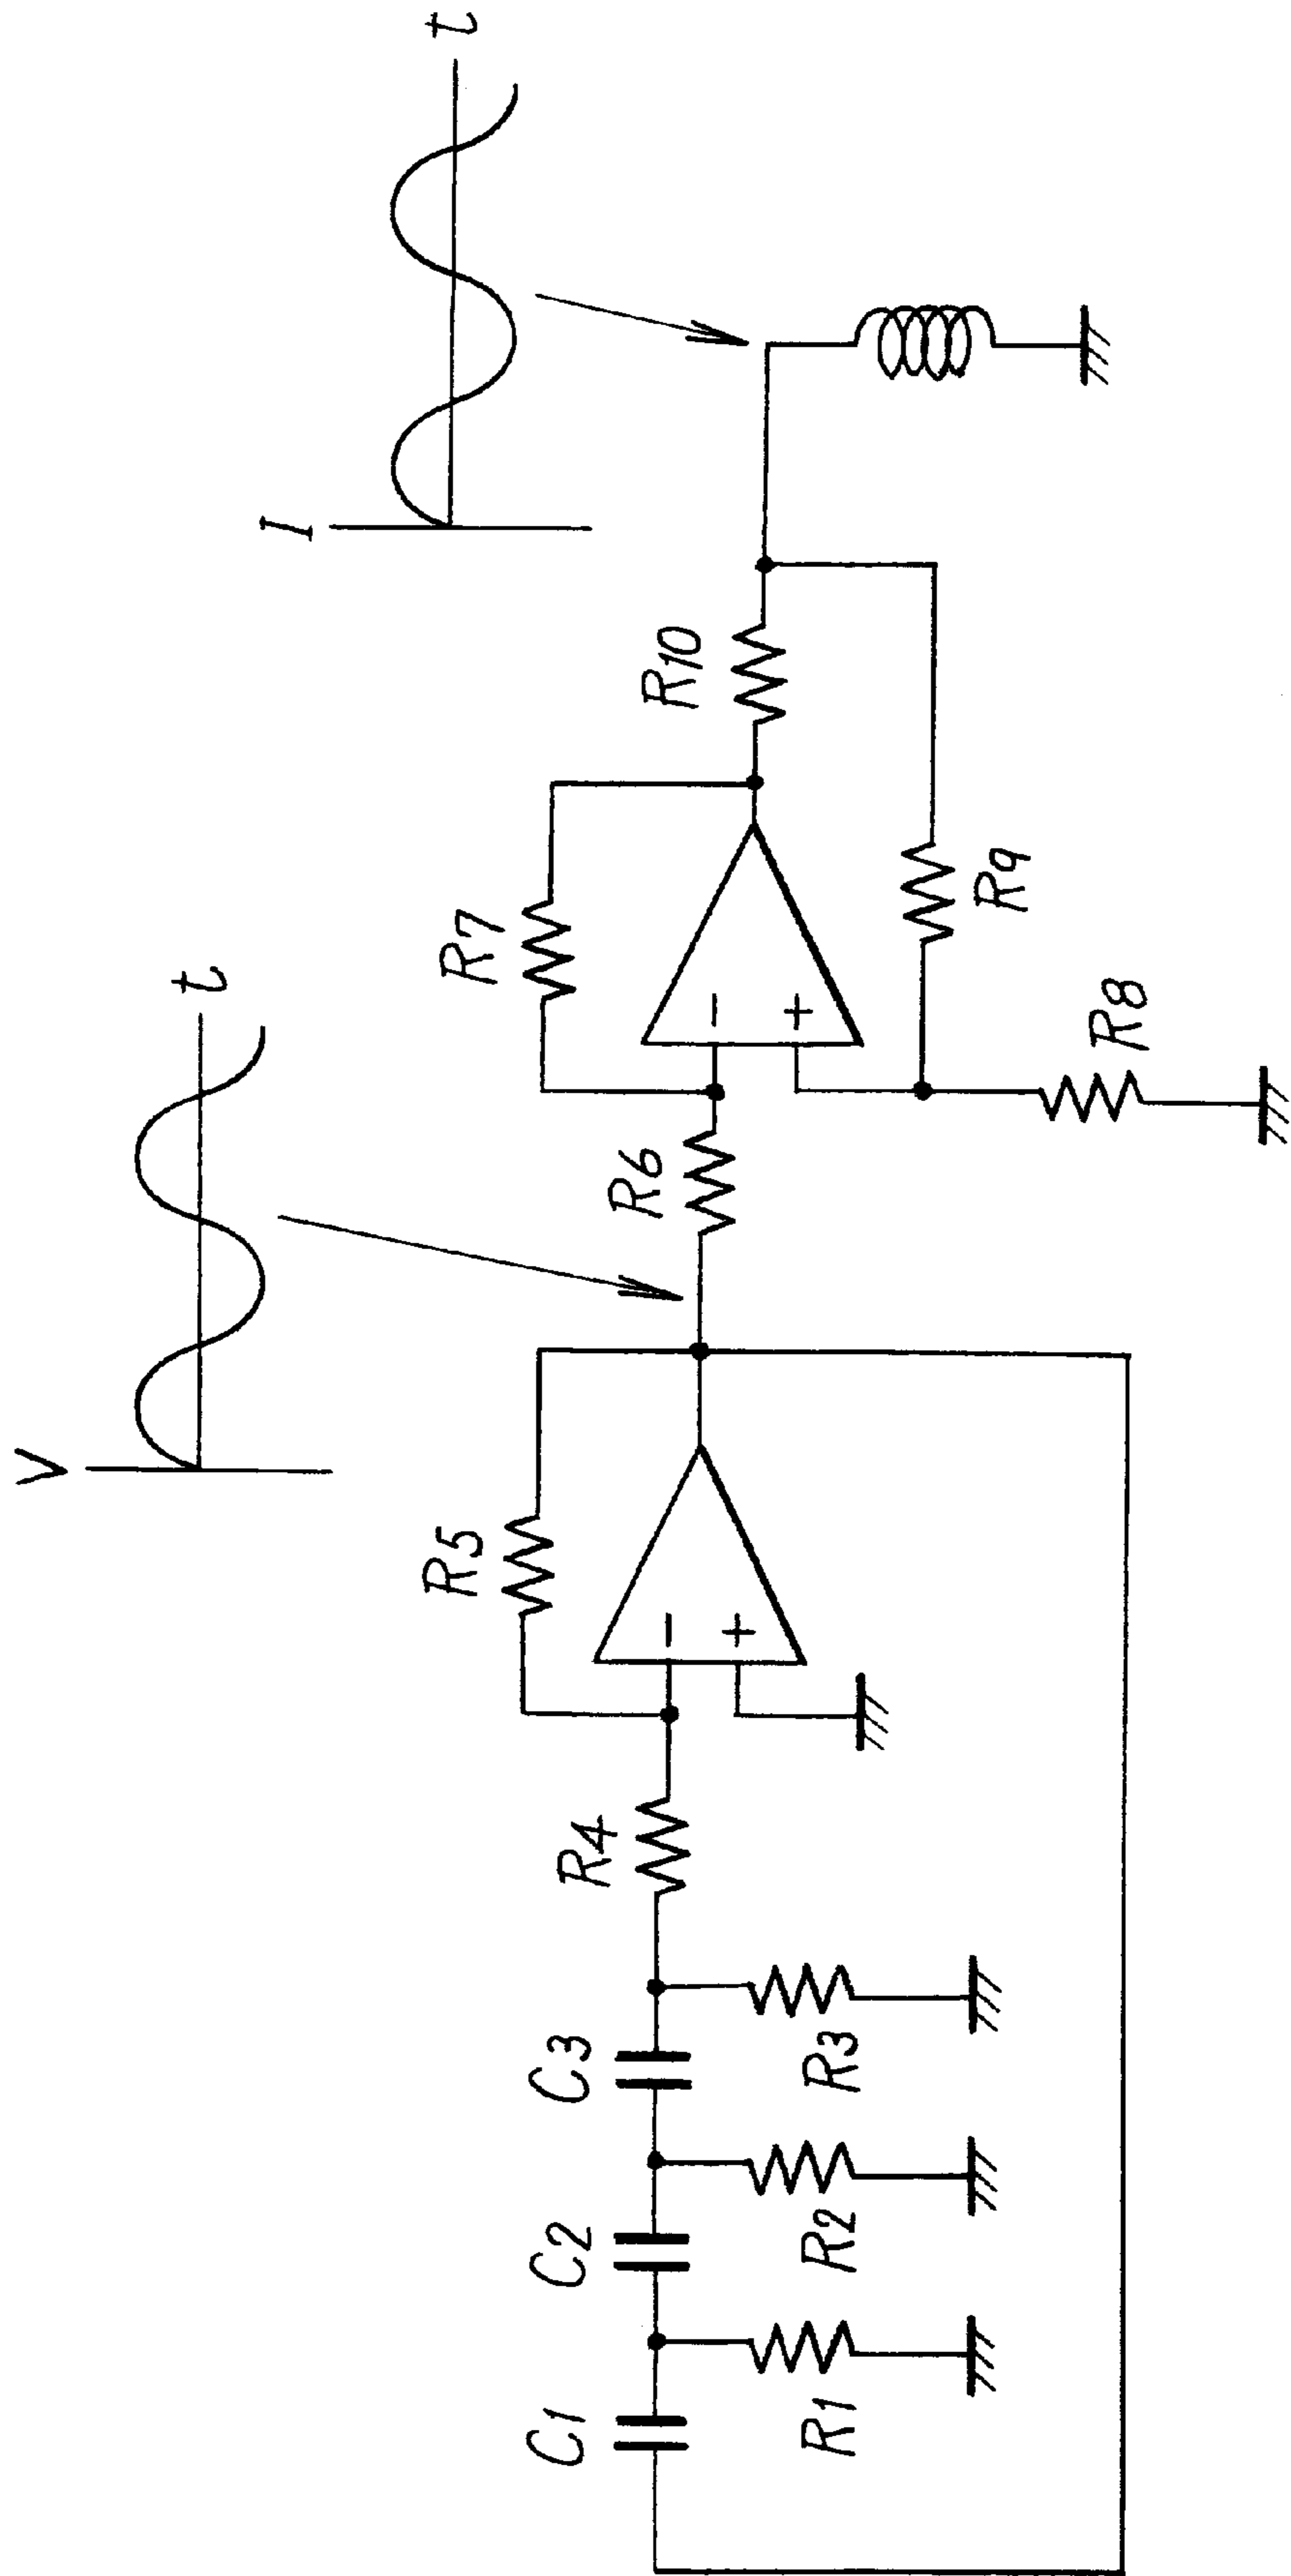 V
t
I
t
C1
C2
C3
R4
R5
R6
R7
R10
R1
R2
R3
R8
R9
−
+
−
+